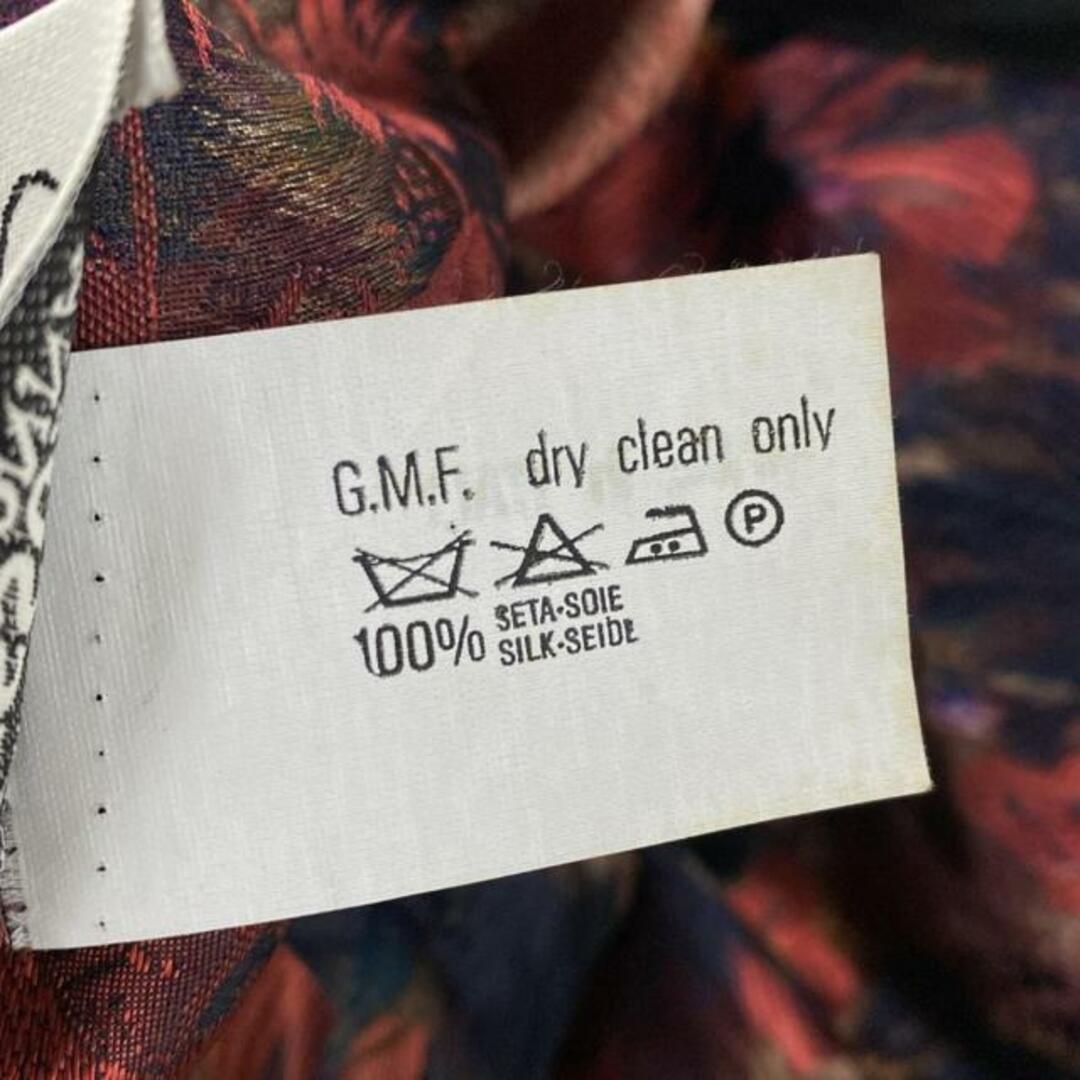 G.M.F. dry clean only
P
100% SETA·SOIE
SILK·SEIDE